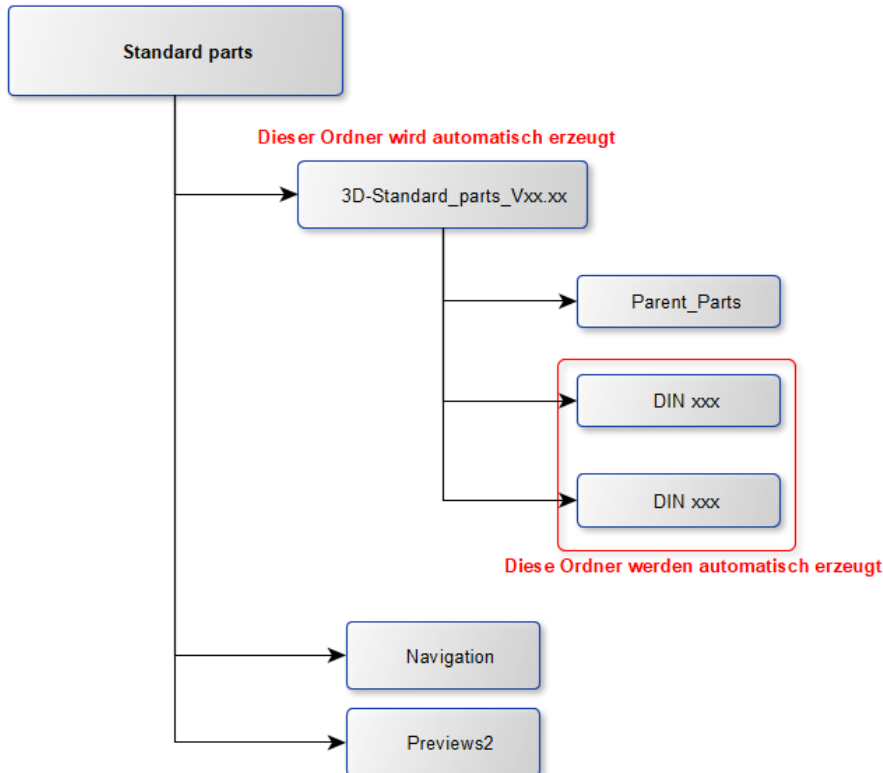 Standard parts
Dieser Ordner wird automatisch erzeugt
3D-Standard_parts_Vxx.xx
Parent_Parts
DIN xxx
DIN xxx
Diese Ordner werden automatisch erzeugt
Navigation
Previews2